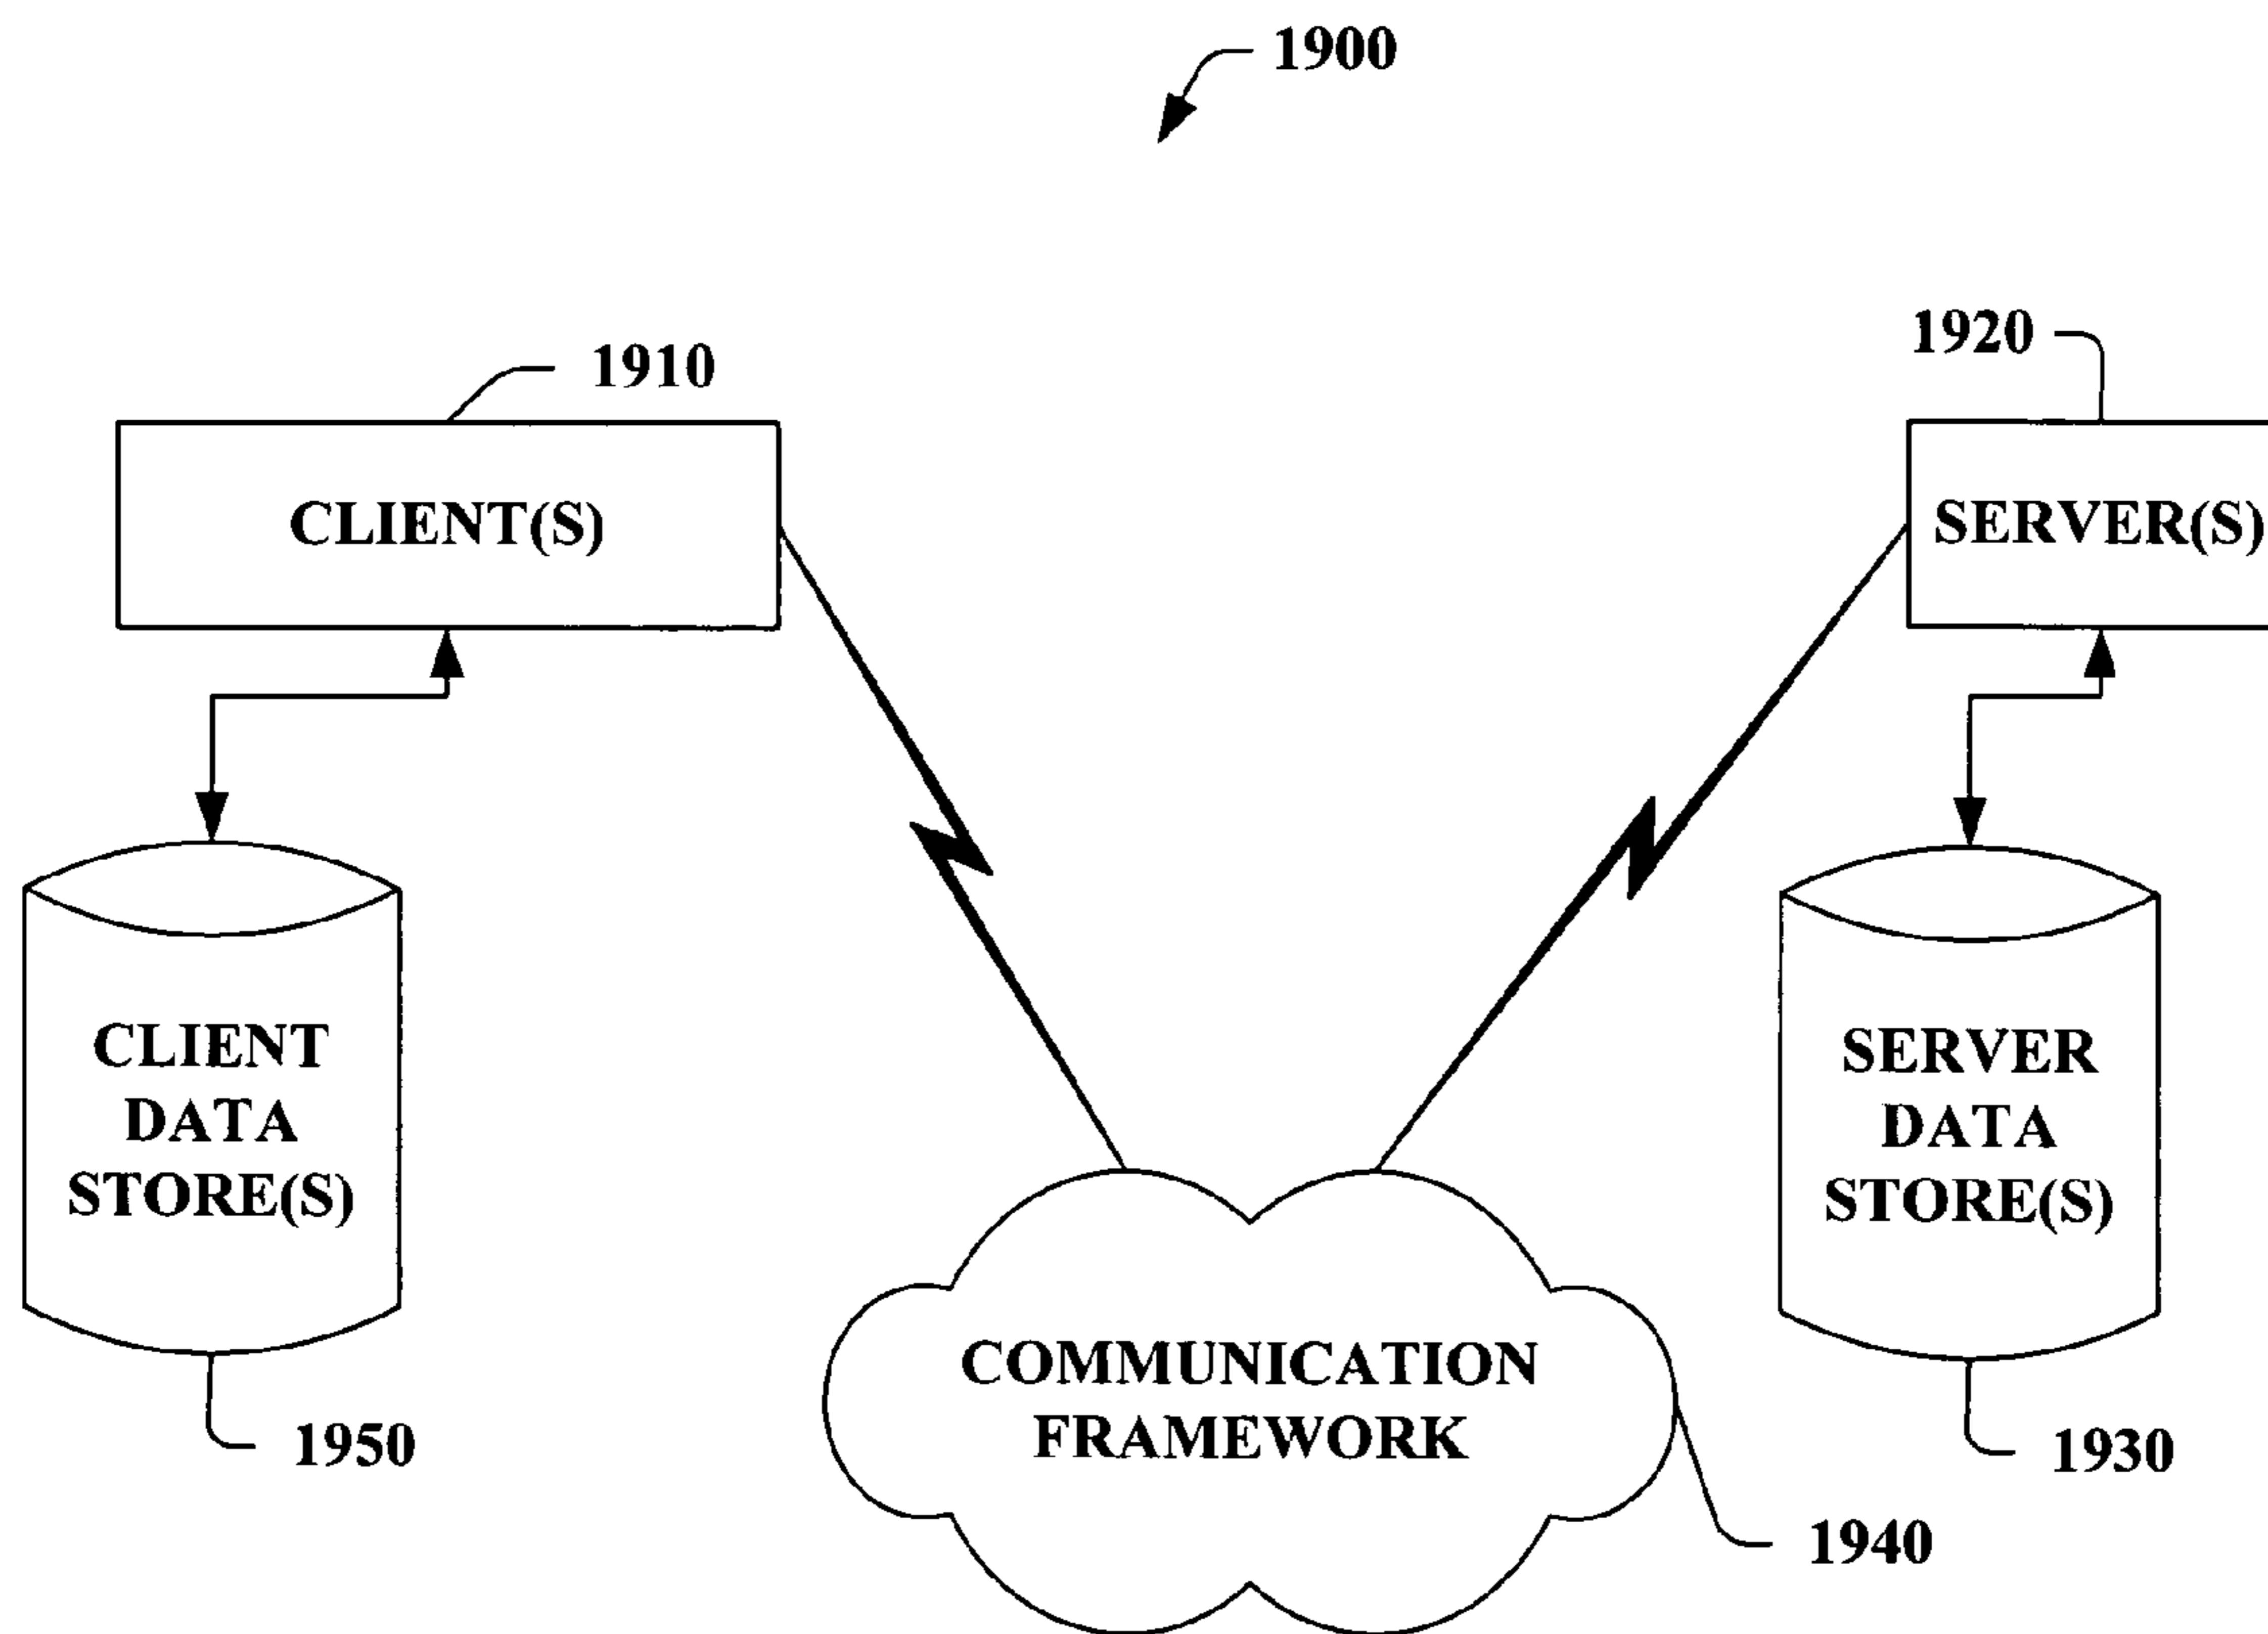 1900
1910
1920
CLIENT(S)
SERVER(S)
CLIENT
DATA
STORE(S)
SERVER
DATA
STORE(S)
COMMUNICATION
FRAMEWORK
1950
1930
1940